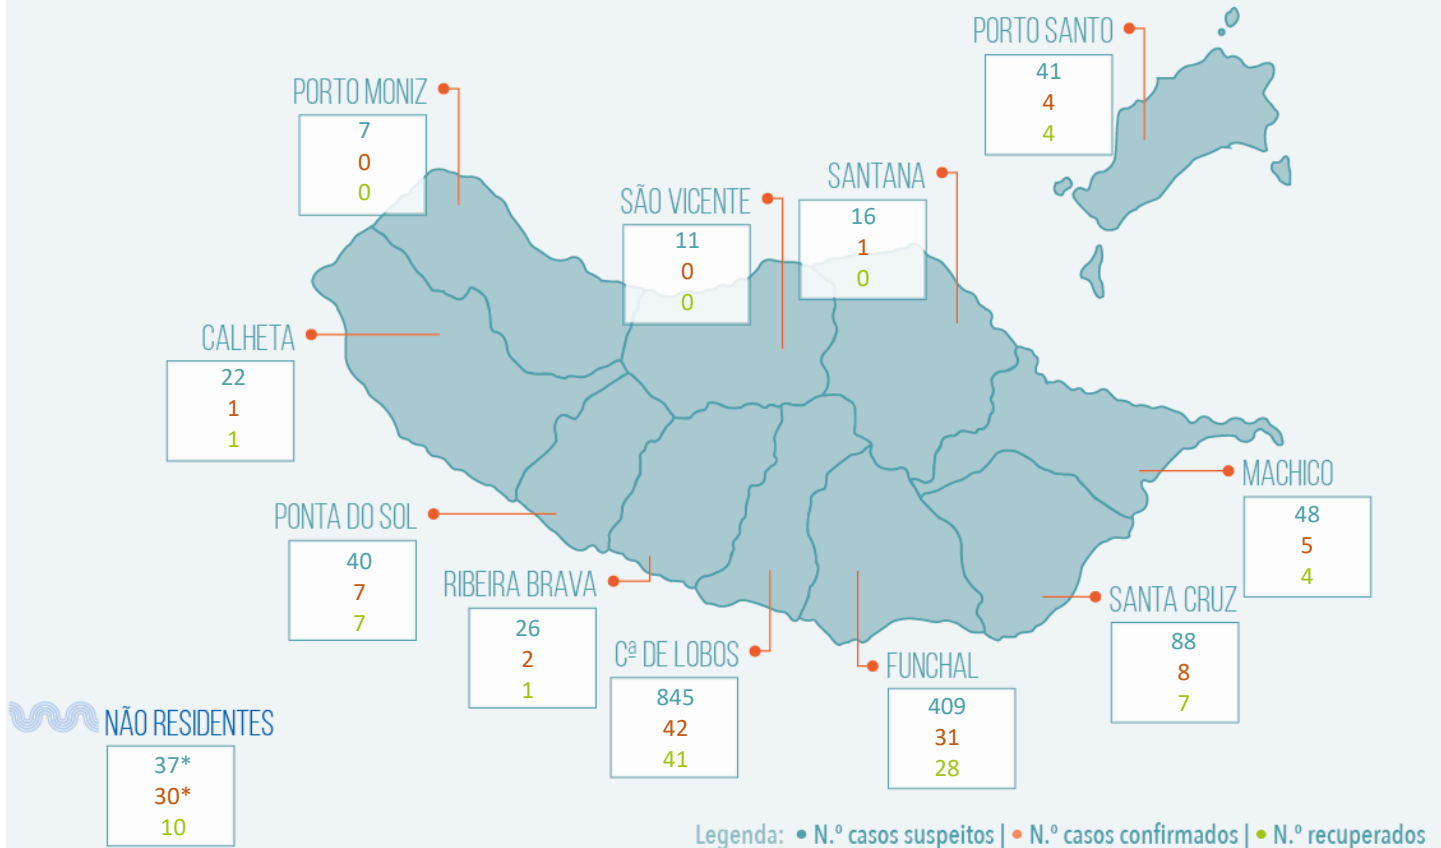 PORTO SANTO
41
4
4
PORTO MONIZ
7
0
0
SANTANA
16
1
0
SÃO VICENTE
11
0
0
CALHETA
22
1
1
MACHICO
48
5
4
PONTA DO SOL
40
7
7
RIBEIRA BRAVA
26
2
1
SANTA CRUZ
88
8
7
Cª DE LOBOS
845
42
41
FUNCHAL
409
31
28
NÃO RESIDENTES
37*
30*
10
Legenda: • N.º casos suspeitos | • N.º casos confirmados | • N.º recuperados